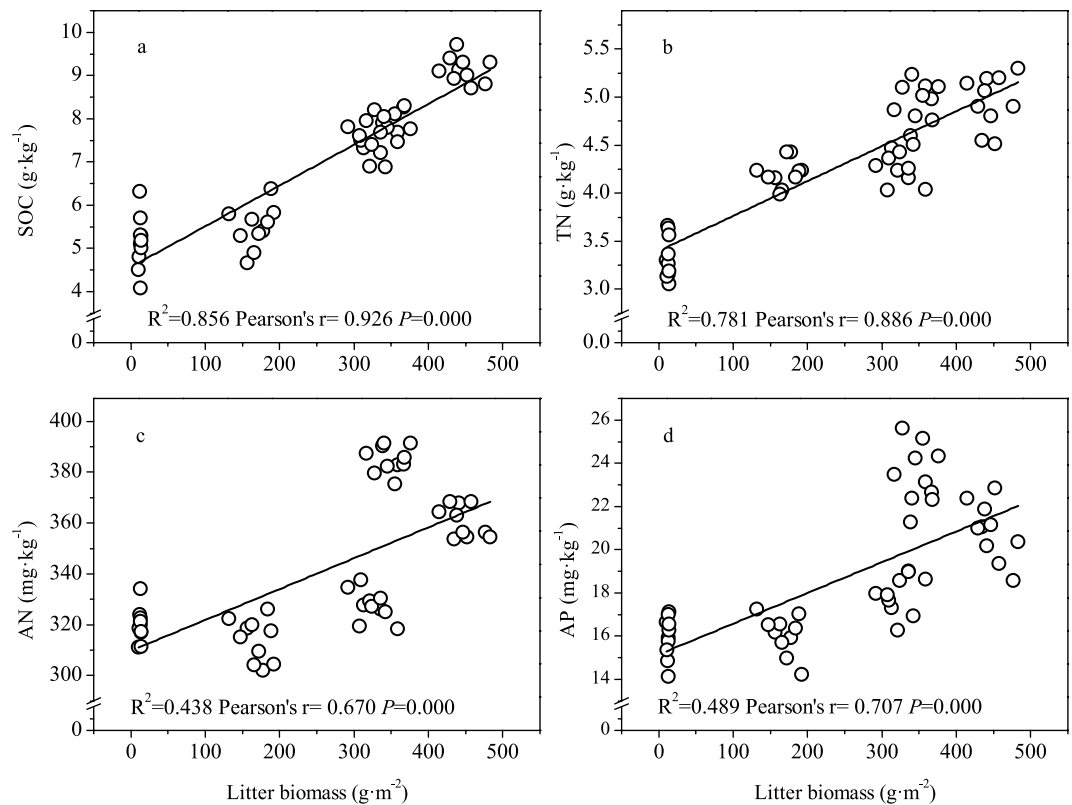 a
10
9
8
7
6
5
4
0
SOC (g·kg-1)
R2=0.856 Pearson's r= 0.926 P=0.000
0 100 200 300 400 500
b
5.5
5.0
4.5
4.0
3.5
3.0
0.0
TN (g·kg-1)
R2=0.781 Pearson's r= 0.886 P=0.000
0 100 200 300 400 500
c
400
380
360
340
320
300
0
AN (mg·kg-1)
R2=0.438 Pearson's r= 0.670 P=0.000
0 100 200 300 400 500
Litter biomass (g·m-2)
d
26
24
22
20
18
16
14
0
AP (mg·kg-1)
R2=0.489 Pearson's r= 0.707 P=0.000
0 100 200 300 400 500
Litter biomass (g·m-2)